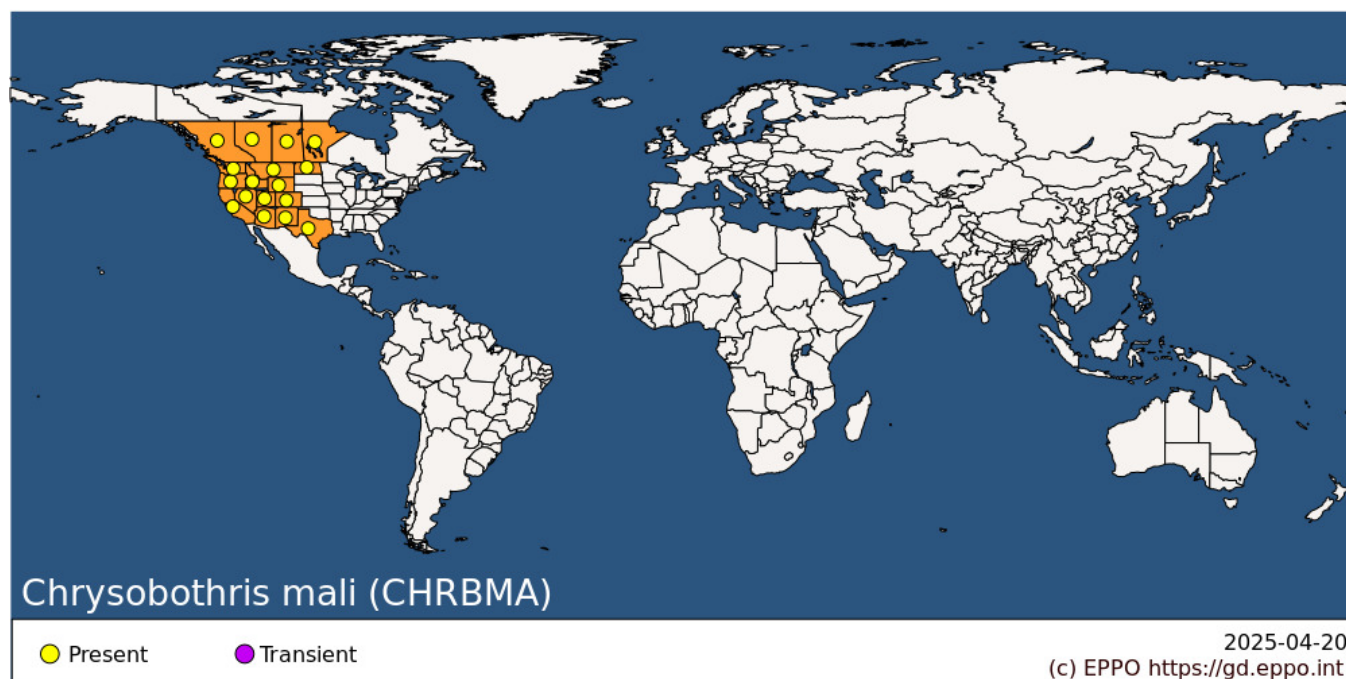 Chrysobothris mali (CHRBMA)
Present
Transient
2025-04-20
(c) EPPO https://gd.eppo.int